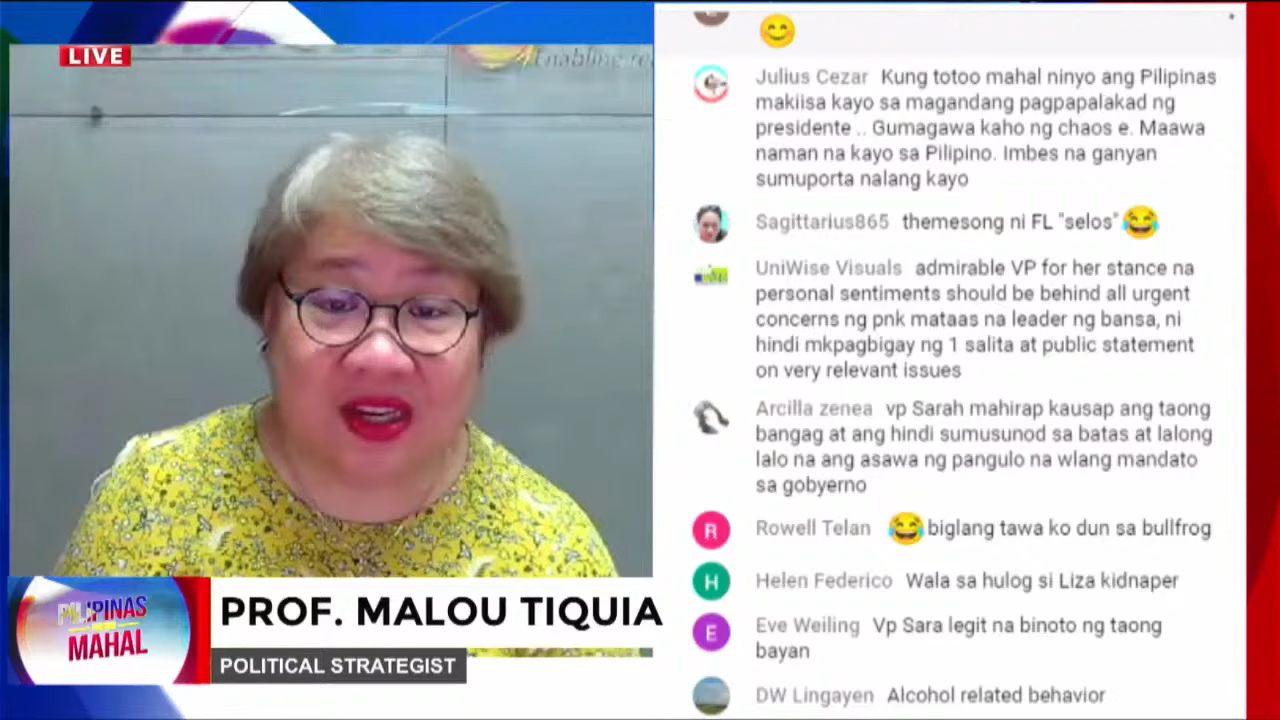 LIVE
Enabling re
PILIPINAS
MAHAL
PROF. MALOU TIQUIA
POLITICAL STRATEGIST
Julius Cezar Kung totoo mahal ninyo ang Pilipinas
makiisa kayo sa magandang pagpapalakad ng
presidente .. Gumagawa kaho ng chaos e. Maawa
naman na kayo sa Pilipino. Imbes na ganyan
sumuporta nalang kayo
Sagittarius865 themesong ni FL "selos"😂
UniWise Visuals admirable VP for her stance na
personal sentiments should be behind all urgent
concerns ng pnk mataas na leader ng bansa, ni
hindi mkpagbigay ng 1 salita at public statement
on very relevant issues
Arcilla zenea vp Sarah mahirap kausap ang taong
bangag at ang hindi sumusunod sa batas at lalong
lalo na ang asawa ng pangulo na wlang mandato
sa gobyerno
R
Rowell Telan 😂biglang tawa ko dun sa bullfrog
H
Helen Federico Wala sa hulog si Liza kidnaper
E
Eve Weiling Vp Sara legit na binoto ng taong
bayan
DW Lingayen Alcohol related behavior